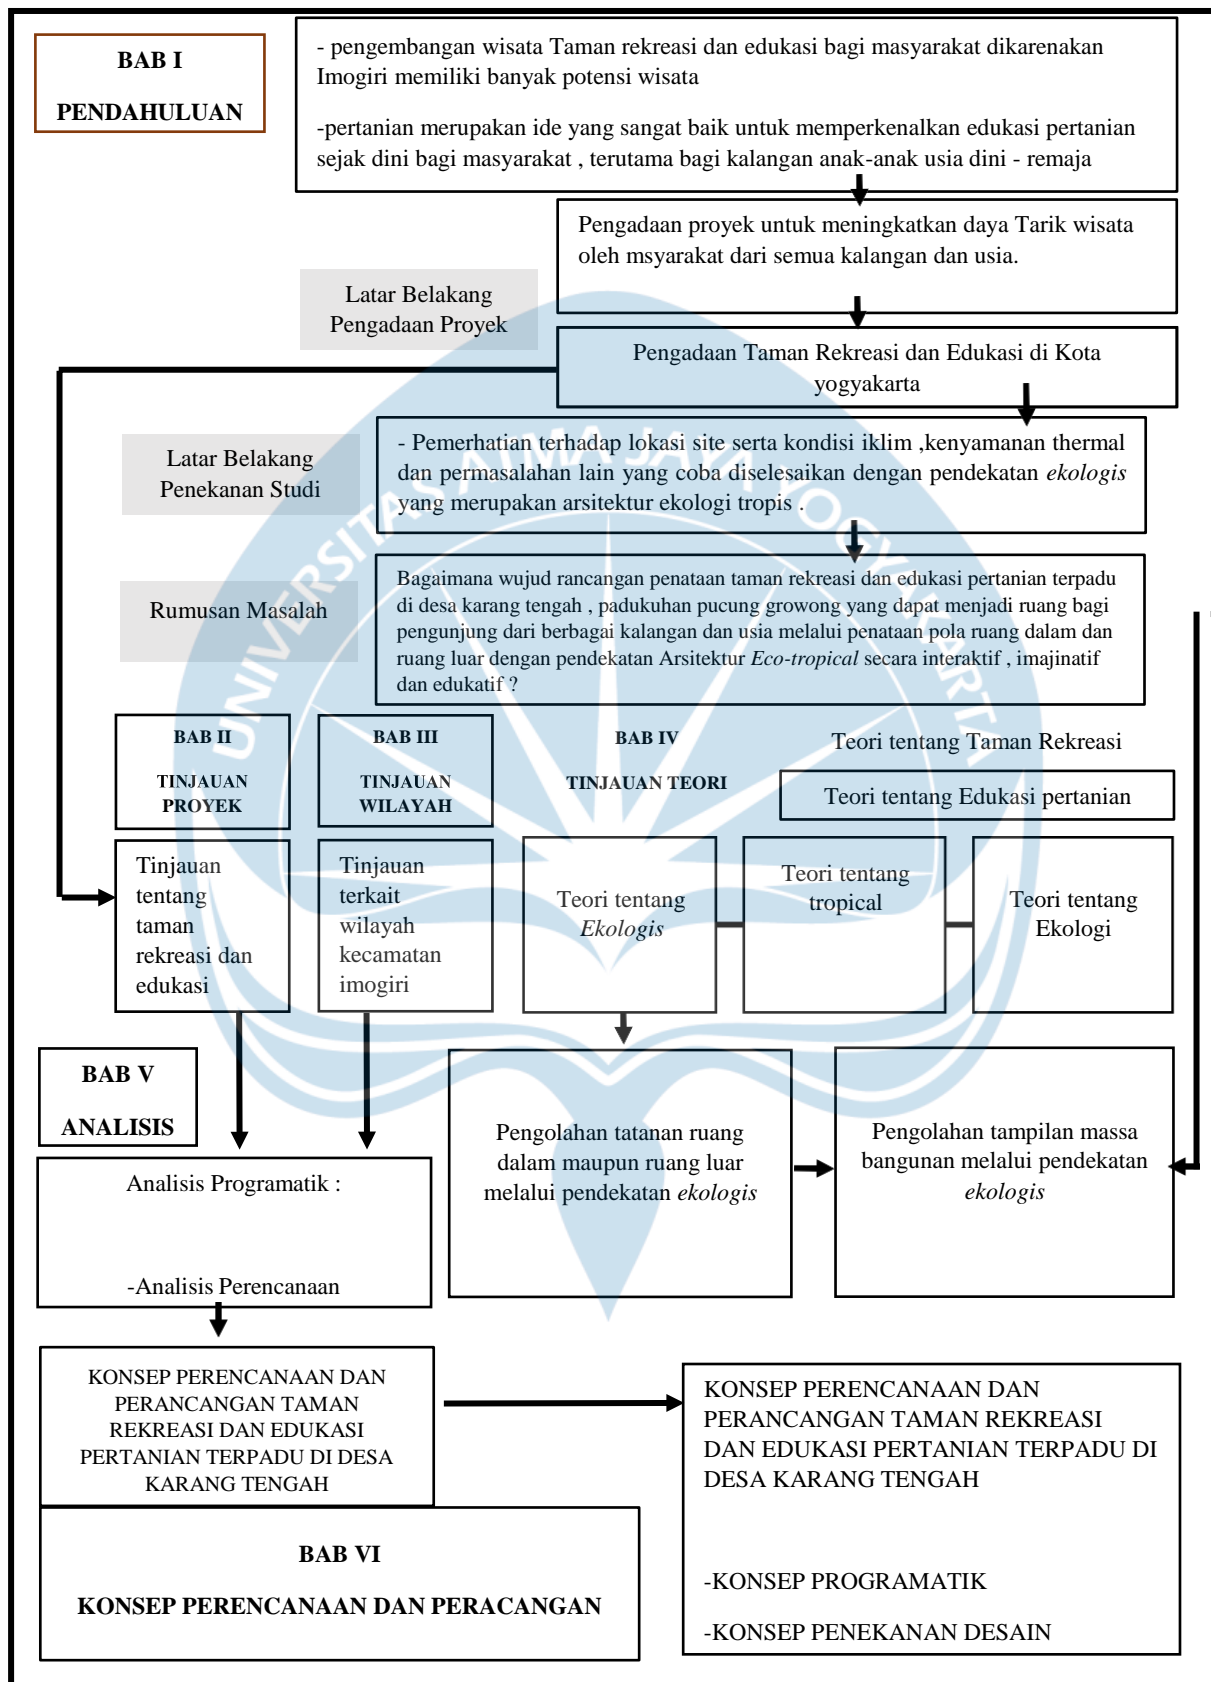 BAB I
PENDAHULUAN
- pengembangan wisata Taman rekreasi dan edukasi bagi masyarakat dikarenakan
Imogiri memiliki banyak potensi wisata
-pertanian merupakan ide yang sangat baik untuk memperkenalkan edukasi pertanian
sejak dini bagi masyarakat , terutama bagi kalangan anak-anak usia dini - remaja
Pengadaan proyek untuk meningkatkan daya Tarik wisata
oleh msyarakat dari semua kalangan dan usia.
Latar Belakang
Pengadaan Proyek
Pengadaan Taman Rekreasi dan Edukasi di Kota
yogyakarta
Latar Belakang
Penekanan Studi
- Pemerhatian terhadap lokasi site serta kondisi iklim ,kenyamanan thermal
dan permasalahan lain yang coba diselesaikan dengan pendekatan ekologis
yang merupakan arsitektur ekologi tropis .
Rumusan Masalah
Bagaimana wujud rancangan penataan taman rekreasi dan edukasi pertanian terpadu
di desa karang tengah , padukuhan pucung growong yang dapat menjadi ruang bagi
pengunjung dari berbagai kalangan dan usia melalui penataan pola ruang dalam dan
ruang luar dengan pendekatan Arsitektur Eco-tropical secara interaktif , imajinatif
dan edukatif ?
UNIVERSITAS ATMA JAYA YOGYAKARTA
BAB II
TINJAUAN
PROYEK
BAB III
TINJAUAN
WILAYAH
BAB IV
TINJAUAN TEORI
Teori tentang Taman Rekreasi
Teori tentang Edukasi pertanian
Tinjauan
tentang
taman
rekreasi dan
edukasi
Tinjauan
terkait
wilayah
kecamatan
imogiri
Teori tentang
Ekologis
Teori tentang
tropical
Teori tentang
Ekologi
BAB V
ANALISIS
Analisis Programatik :
-Analisis Perencanaan
Pengolahan tatanan ruang
dalam maupun ruang luar
melalui pendekatan ekologis
Pengolahan tampilan massa
bangunan melalui pendekatan
ekologis
KONSEP PERENCANAAN DAN
PERANCANGAN TAMAN
REKREASI DAN EDUKASI
PERTANIAN TERPADU DI DESA
KARANG TENGAH
BAB VI
KONSEP PERENCANAAN DAN PERACANGAN
KONSEP PERENCANAAN DAN
PERANCANGAN TAMAN REKREASI
DAN EDUKASI PERTANIAN TERPADU DI
DESA KARANG TENGAH
-KONSEP PROGRAMATIK
-KONSEP PENEKANAN DESAIN